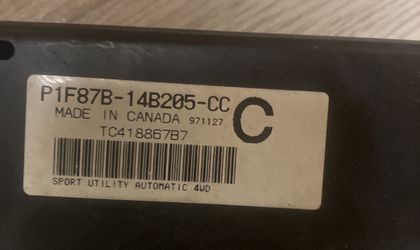 P1F87B-14B205-CC
C
MADE IN CANADA 971127
TC418867B7
SPORT UTILITY AUTOMATIC 4WD